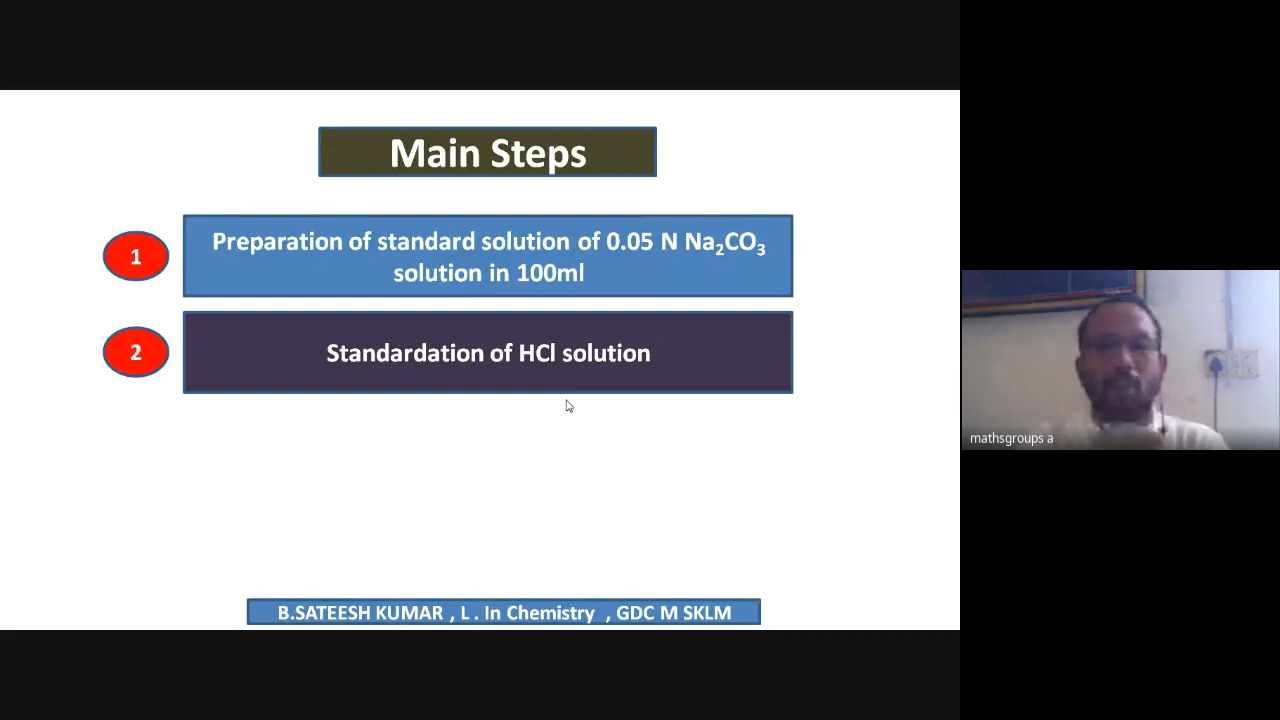 Main Steps
1
Preparation of standard solution of 0.05 N Na₂CO₃
solution in 100ml
2
Standardation of HCl solution
mathsgroups a
B.SATEESH KUMAR , L . In Chemistry , GDC M SKLM